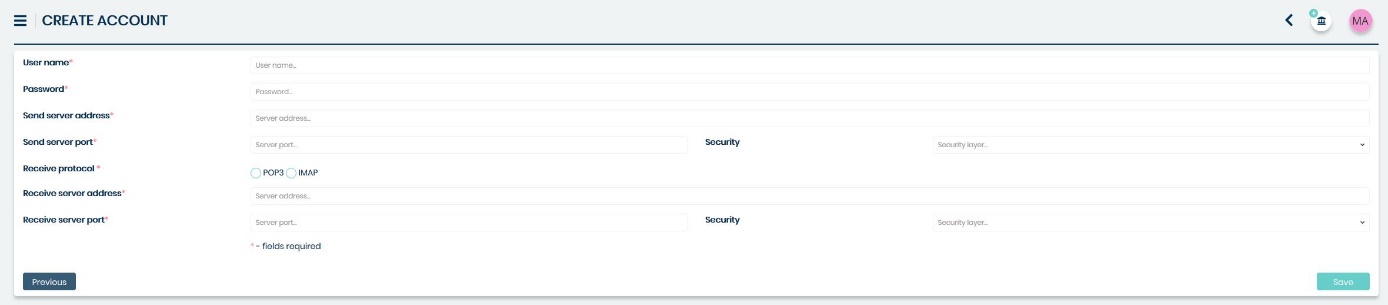 CREATE ACCOUNT
+
MA
User name*
User name...
Password*
Password...
Send server address*
Server address...
Send server port*
Server port...
Security
Security layer...
Receive protocol *
POP3 IMAP
Receive server address*
Server address...
Receive server port*
Server port...
Security
Security layer...
* - fields required
Previous
Save